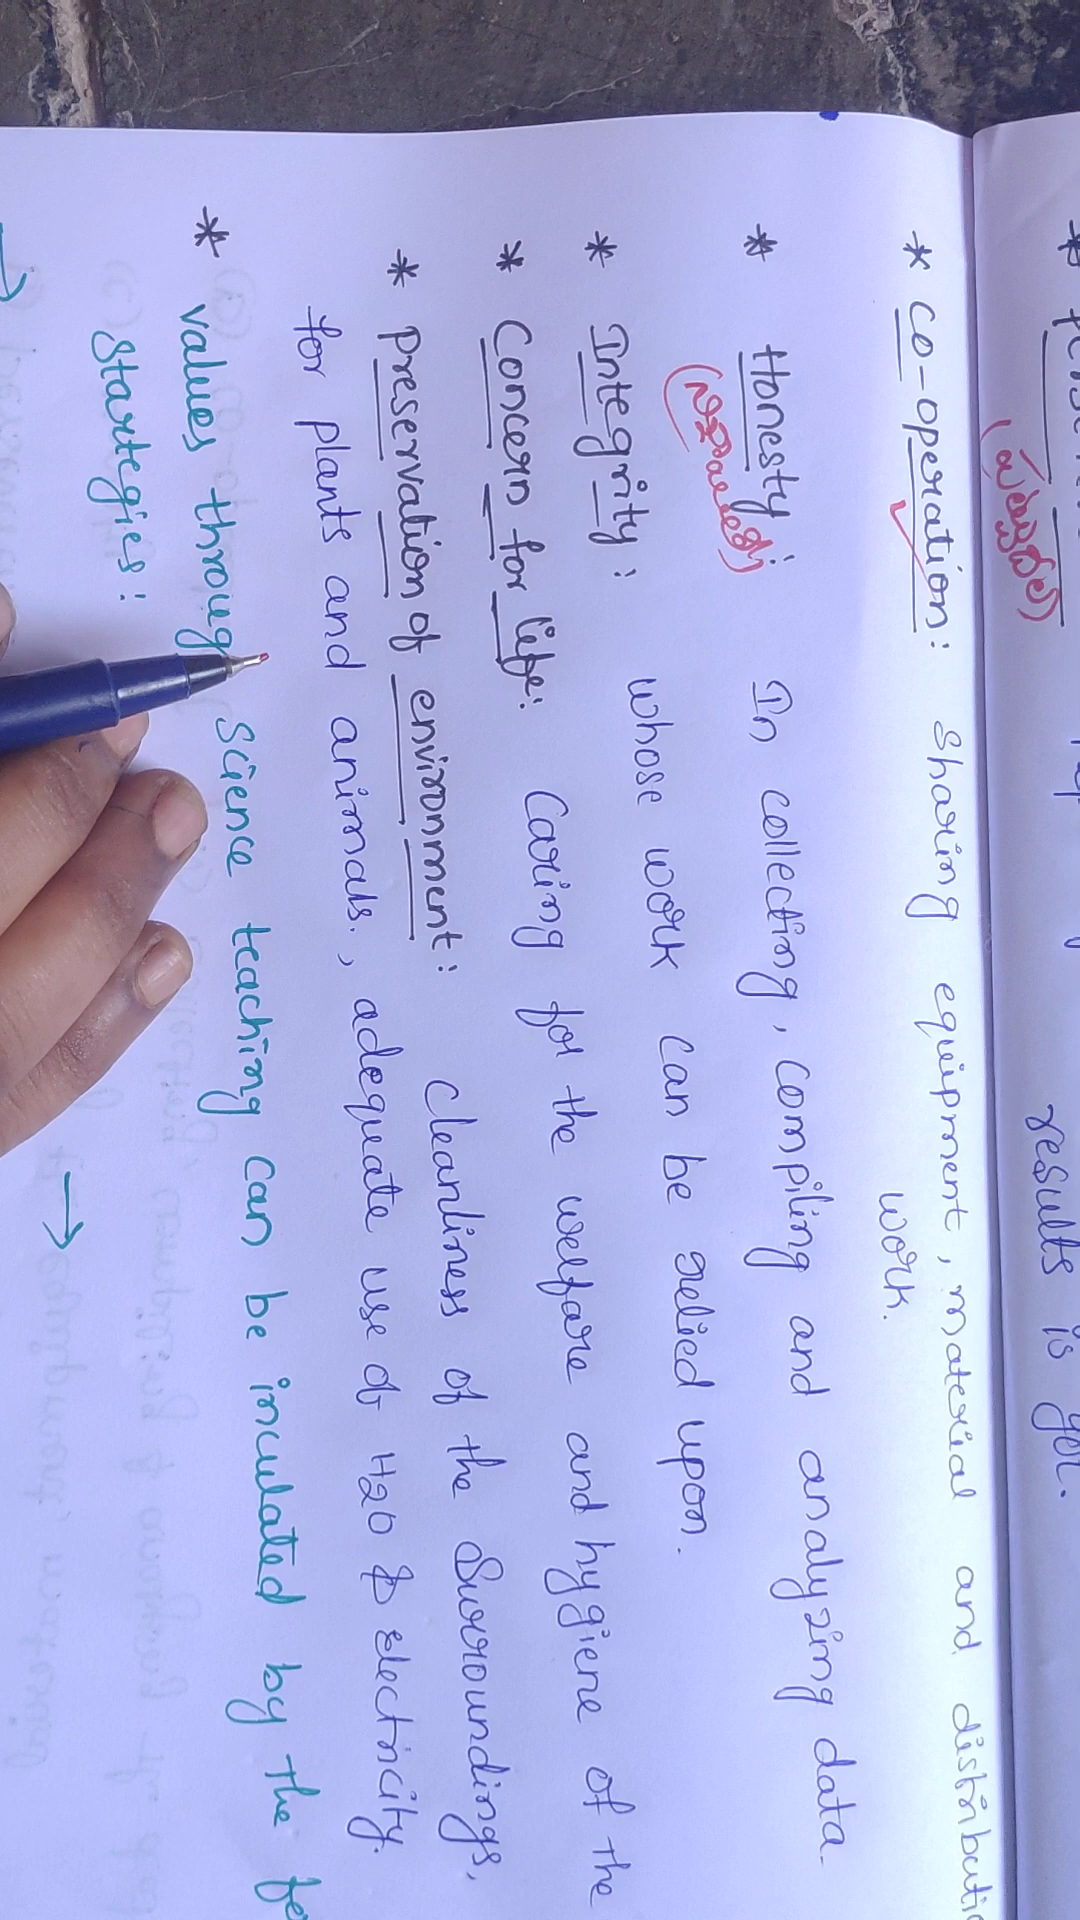 results is yet.
* co-operation: Sharing equipment, material and distributi
work.
* Honesty: In collecting, compiling and analyzing data.
* Integrity: whose work can be relied upon.
* Concern for life: Caring for the welfare and hygiene of the
* Preservation of environment: cleanliness of the Surroundings,
for plants and animals., adequate use of H2O & electricity.
* values throug science teaching can be inculated by the fo
startegies:
→ →